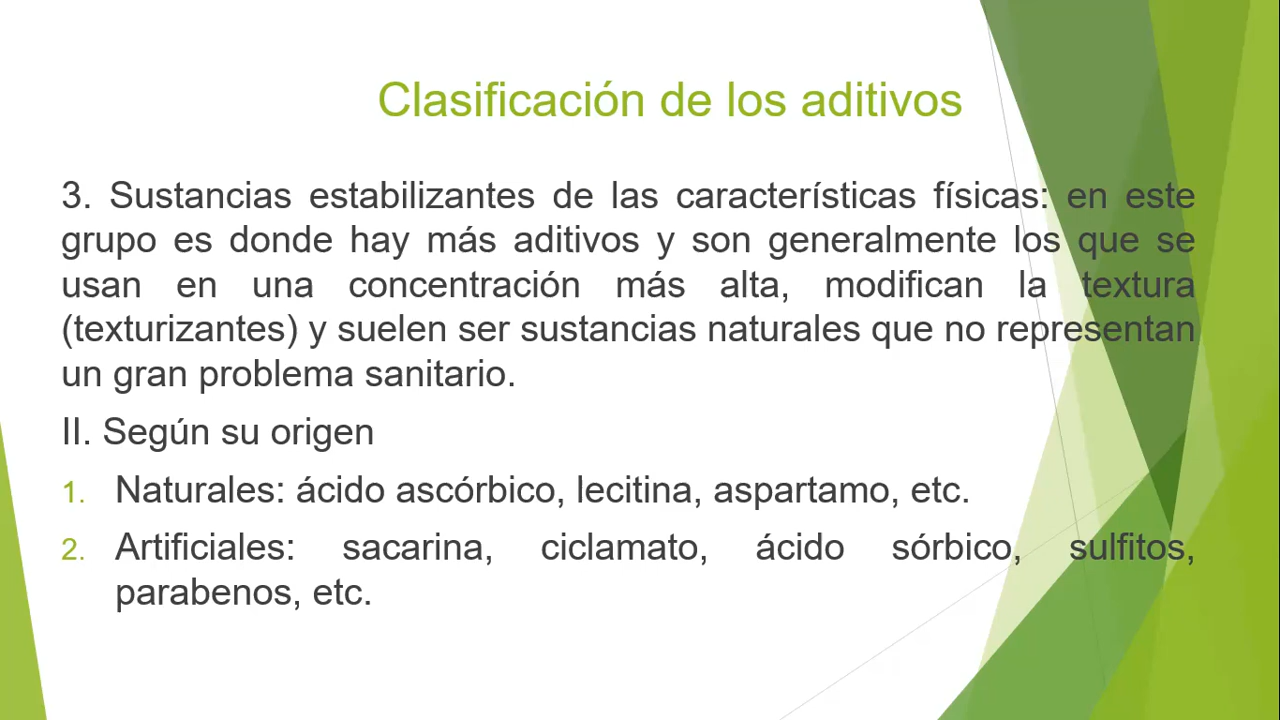 Clasificación de los aditivos
3. Sustancias estabilizantes de las características físicas: en este
grupo es donde hay más aditivos y son generalmente los que se
usan en una concentración más alta, modifican la textura
(texturizantes) y suelen ser sustancias naturales que no representan
un gran problema sanitario.
II. Según su origen
1. Naturales: ácido ascórbico, lecitina, aspartamo, etc.
2. Artificiales: sacarina, ciclamato, ácido sórbico, sulfitos,
parabenos, etc.